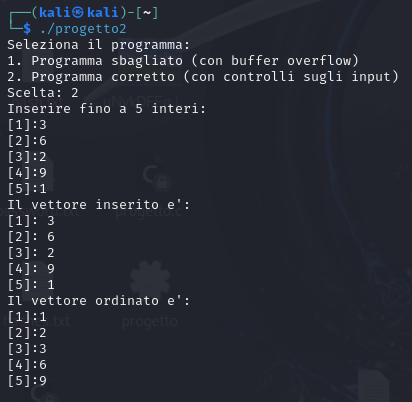 ┌──(kali㉿kali)-[~]
└─$ ./progetto2
Seleziona il programma:
1. Programma sbagliato (con buffer overflow)
2. Programma corretto (con controlli sugli input)
Scelta: 2
Inserire fino a 5 interi:
[1]:3
[2]:6
[3]:2
[4]:9
[5]:1
Il vettore inserito e':
[1]: 3
[2]: 6
[3]: 2
[4]: 9
[5]: 1
Il vettore ordinato e':
[1]:1
[2]:2
[3]:3
[4]:6
[5]:9
progetto.c
progetto